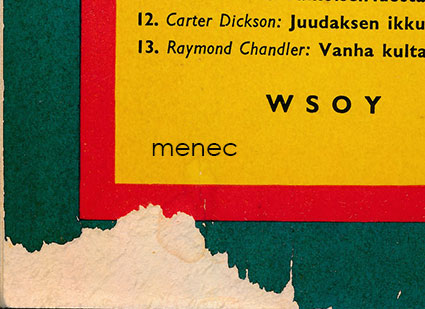 12. Carter Dickson: Juudaksen ikku
13. Raymond Chandler: Vanha kulta
WSOY
menec